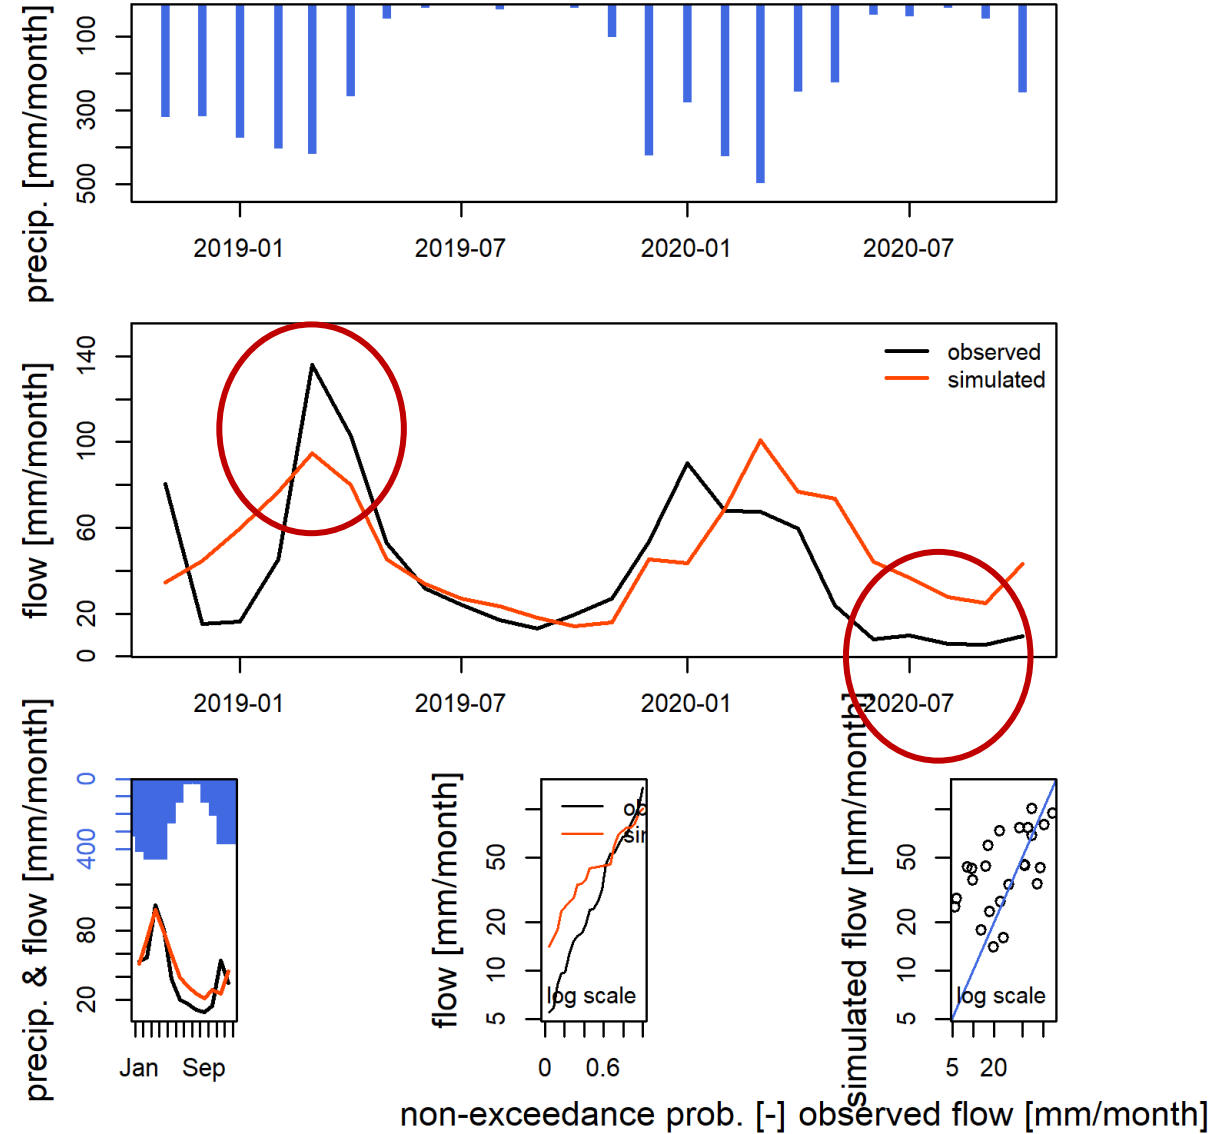 precip. [mm/month]
100
300
500
2019-01
2019-07
2020-01
2020-07
flow [mm/month]
140
100
60
20
0
observed
simulated
2019-01
2019-07
2020-01
2020-07
precip. & flow [mm/month]
0
400
80
20
Jan
Sep
flow [mm/month]
50
20
10
5
ob
sir
log scale
0
0.6
non-exceedance prob. [-]
simulated flow [mm/month]
50
20
10
5
log scale
5
20
observed flow [mm/month]